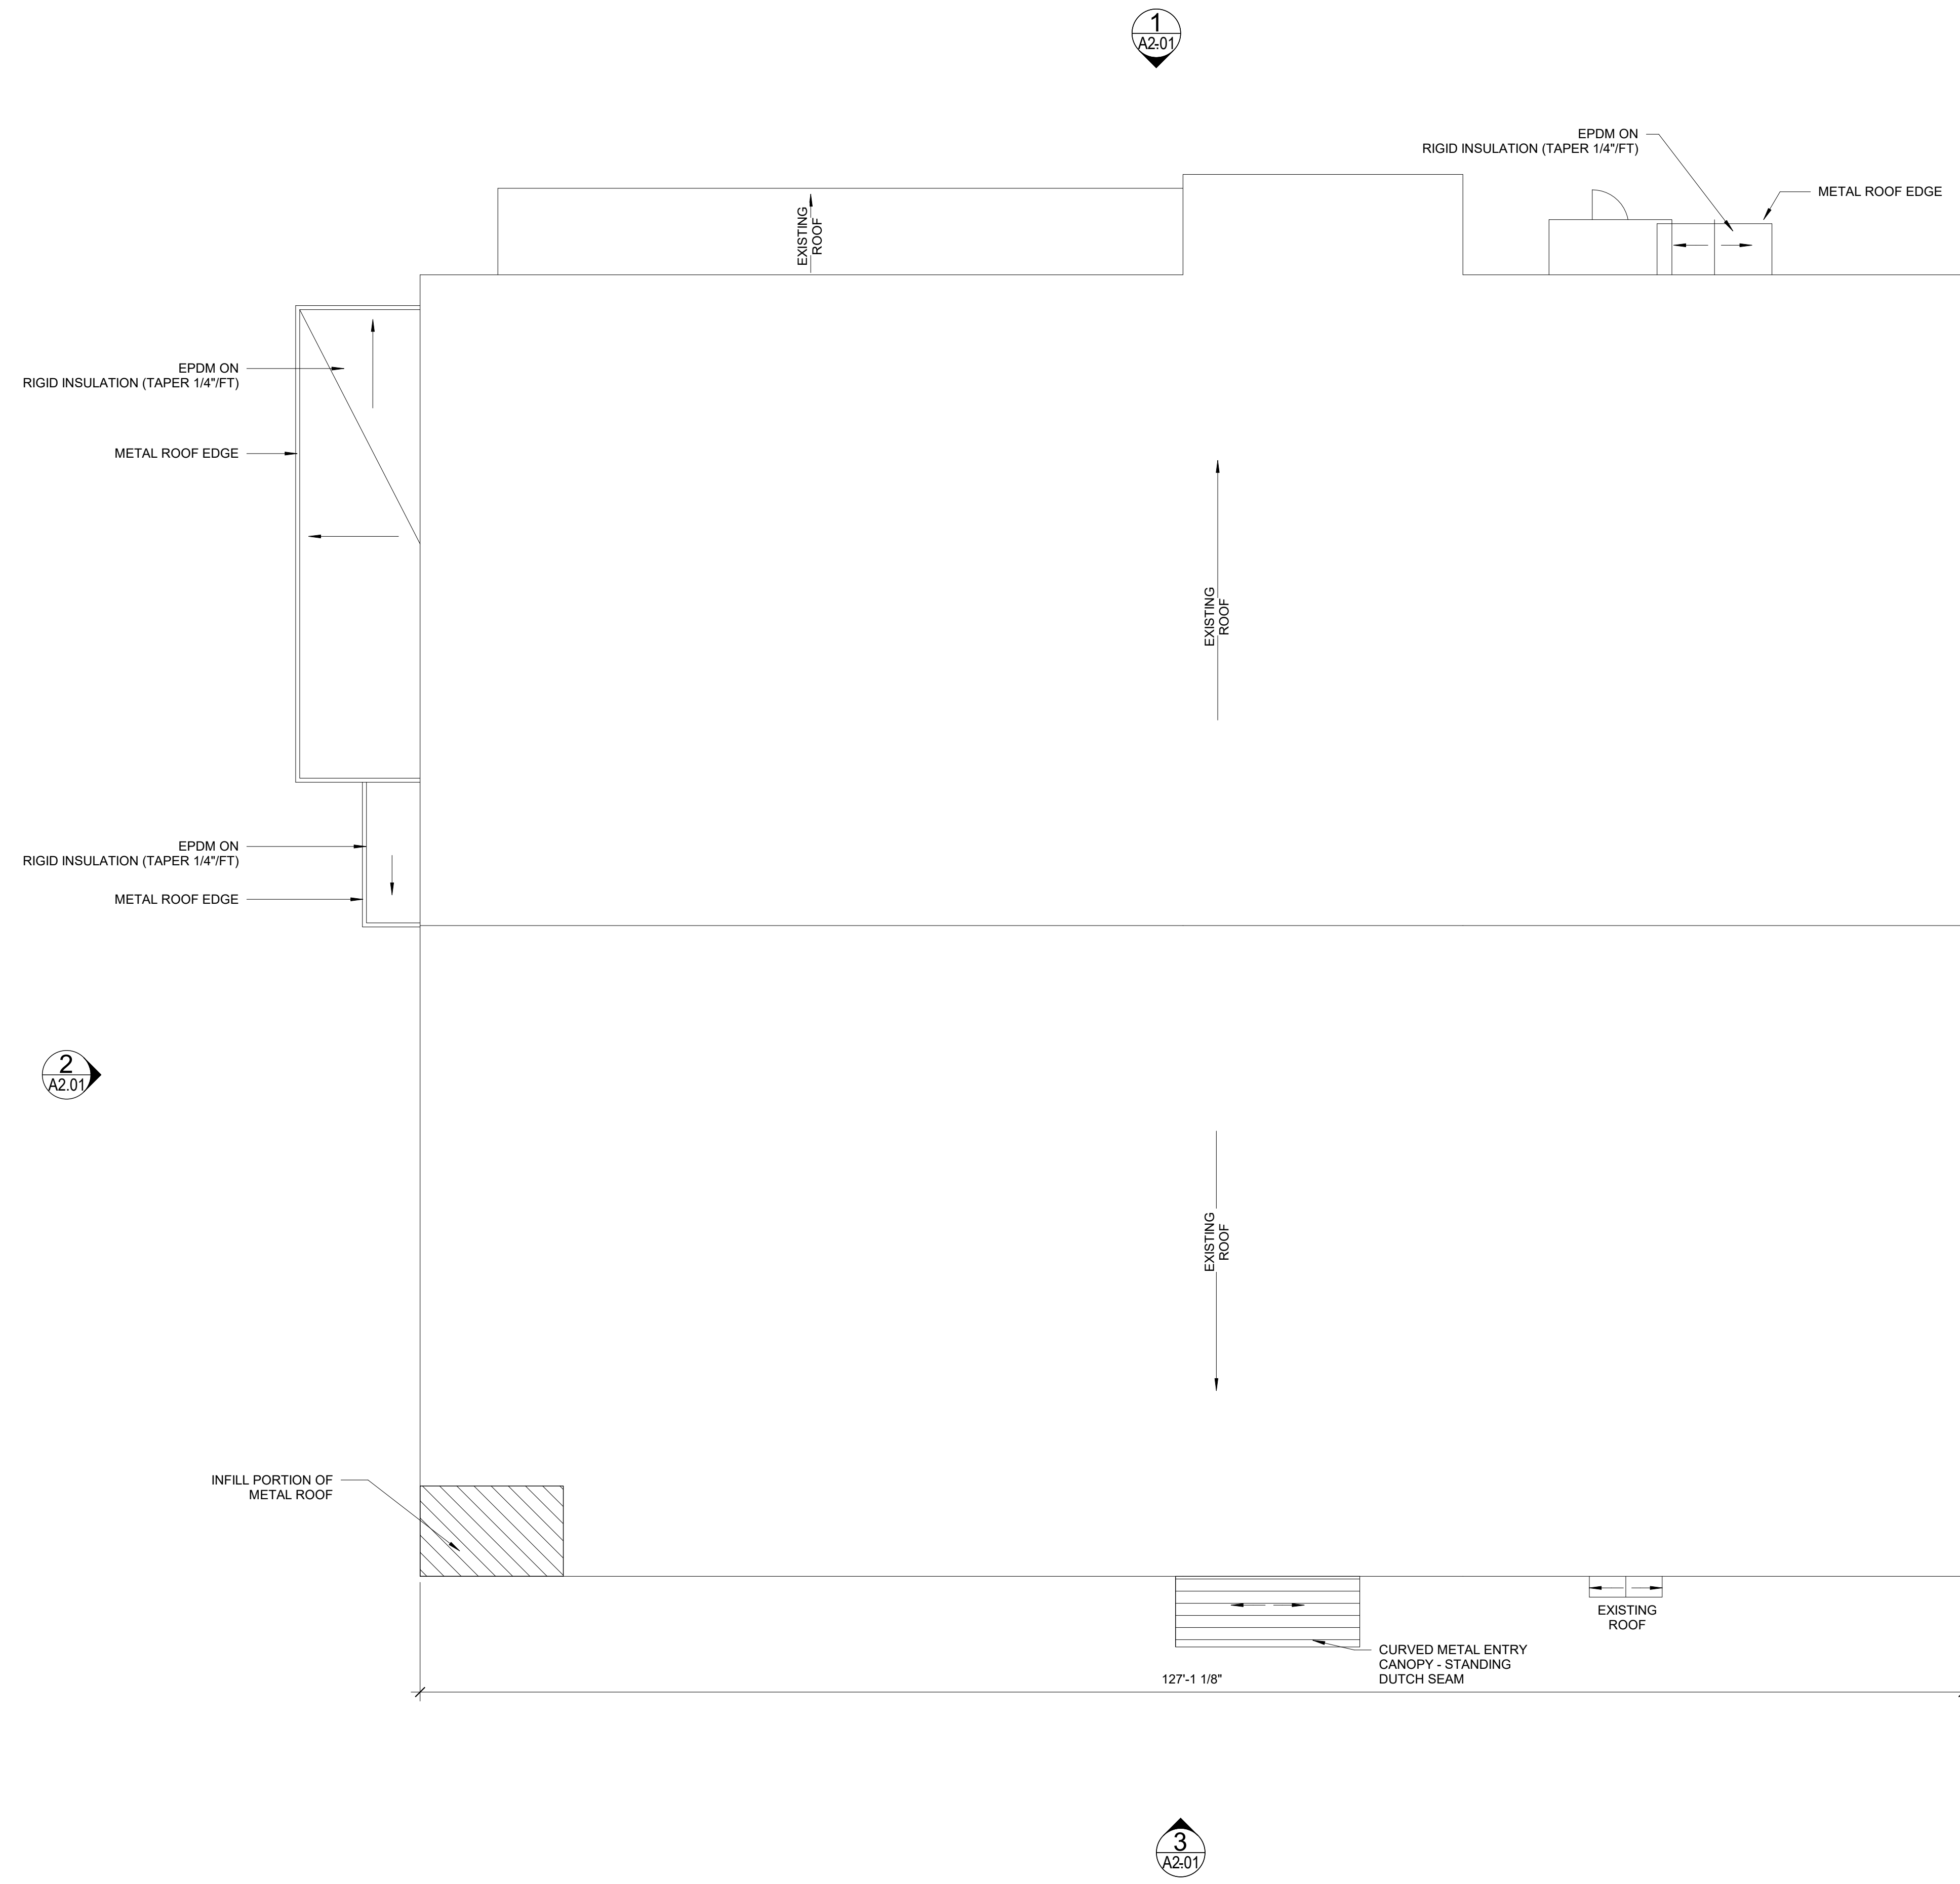 1
A2-01
EPDM ON
RIGID INSULATION (TAPER 1/4"/FT)
METAL ROOF EDGE
EXISTING
ROOF
EPDM ON
RIGID INSULATION (TAPER 1/4"/FT)
METAL ROOF EDGE
EXISTING
ROOF
EPDM ON
RIGID INSULATION (TAPER 1/4"/FT)
METAL ROOF EDGE
2
A2.01
EXISTING
ROOF
INFILL PORTION OF
METAL ROOF
EXISTING
ROOF
CURVED METAL ENTRY
CANOPY - STANDING
DUTCH SEAM
127'-1 1/8"
3
A2-01